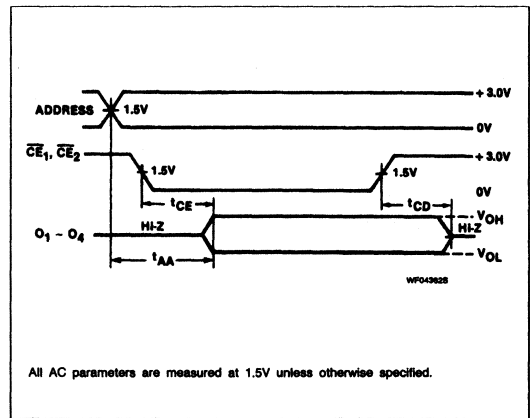 + 3.0V
ADDRESS 1.5V
0V
CE1, CE2 + 3.0V
1.5V 1.5V
0V
tCE tCD
VOH
O1 ~ O4 HI-Z HI-Z
tAA VOL
WF04362S
All AC parameters are measured at 1.5V unless otherwise specified.